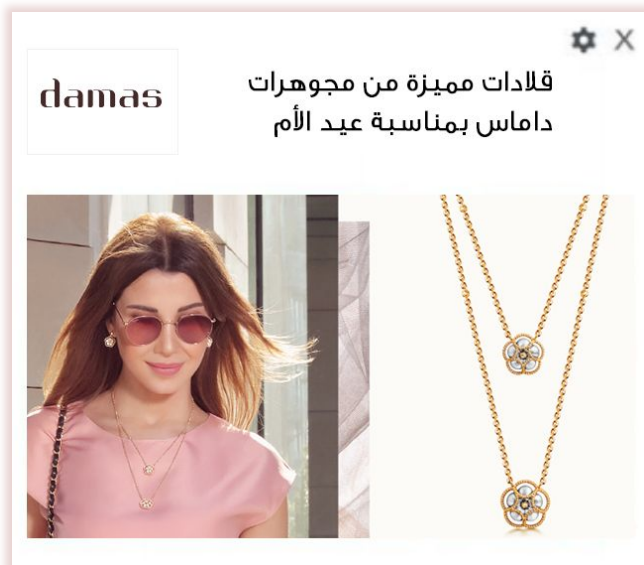 damas
قلادات مميزة من مجوهرات
داماس بمناسبة عيد الأم